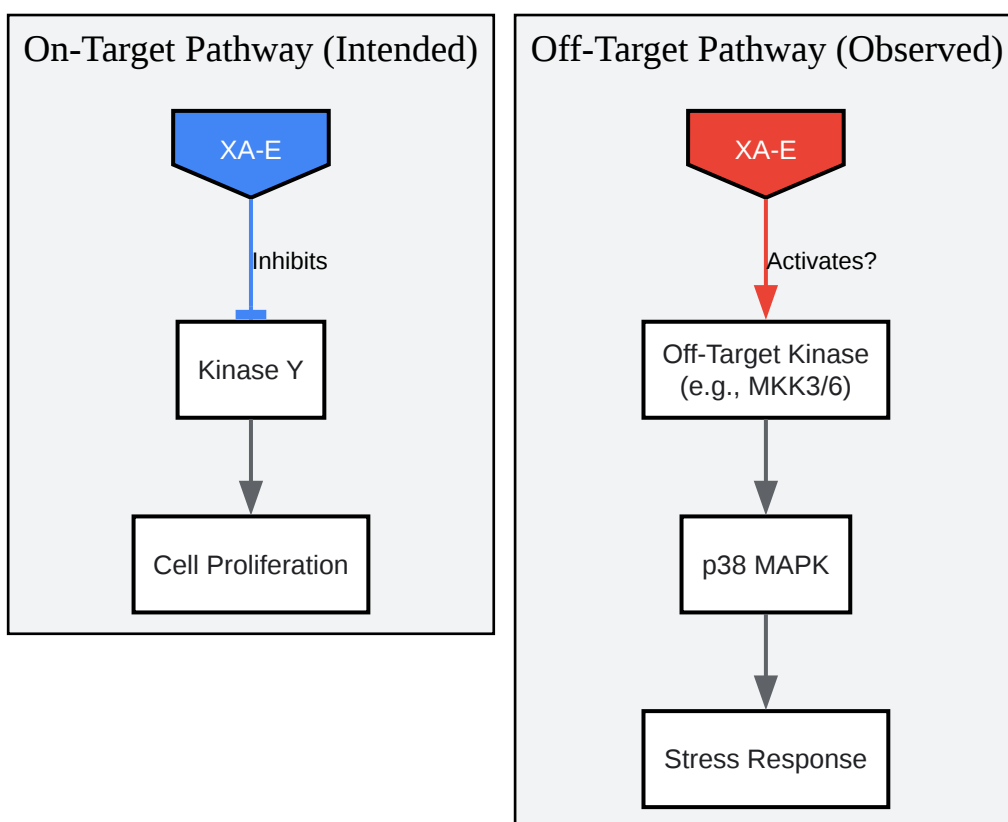 On-Target Pathway (Intended)
XA-E
Inhibits
Kinase Y
Cell Proliferation
Off-Target Pathway (Observed)
XA-E
Activates?
Off-Target Kinase
(e.g., MKK3/6)
p38 MAPK
Stress Response